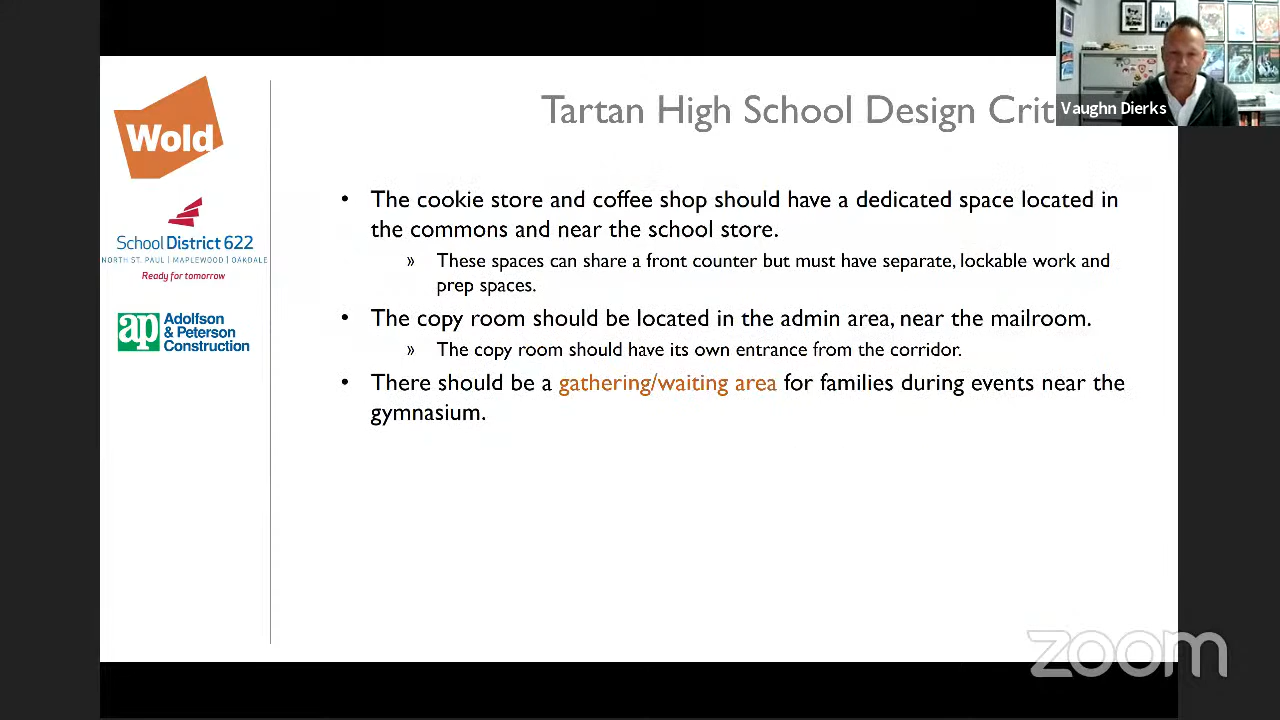 Wold
School District 622
NORTH ST. PAUL | MAPLEWOOD | OAKDALE
Ready for tomorrow
ap
Adolfson
& Peterson
Construction
Tartan High School Design Crit
Vaughn Dierks
• The cookie store and coffee shop should have a dedicated space located in
the commons and near the school store.
» These spaces can share a front counter but must have separate, lockable work and
prep spaces.
• The copy room should be located in the admin area, near the mailroom.
» The copy room should have its own entrance from the corridor.
• There should be a gathering/waiting area for families during events near the
gymnasium.
zoom